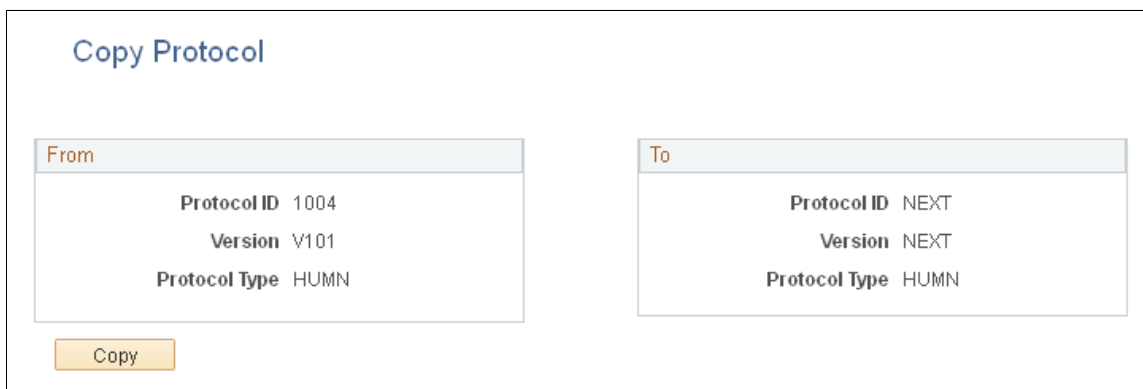 Copy Protocol
From
Protocol ID 1004
Version V101
Protocol Type HUMN
To
Protocol ID NEXT
Version NEXT
Protocol Type HUMN
Copy